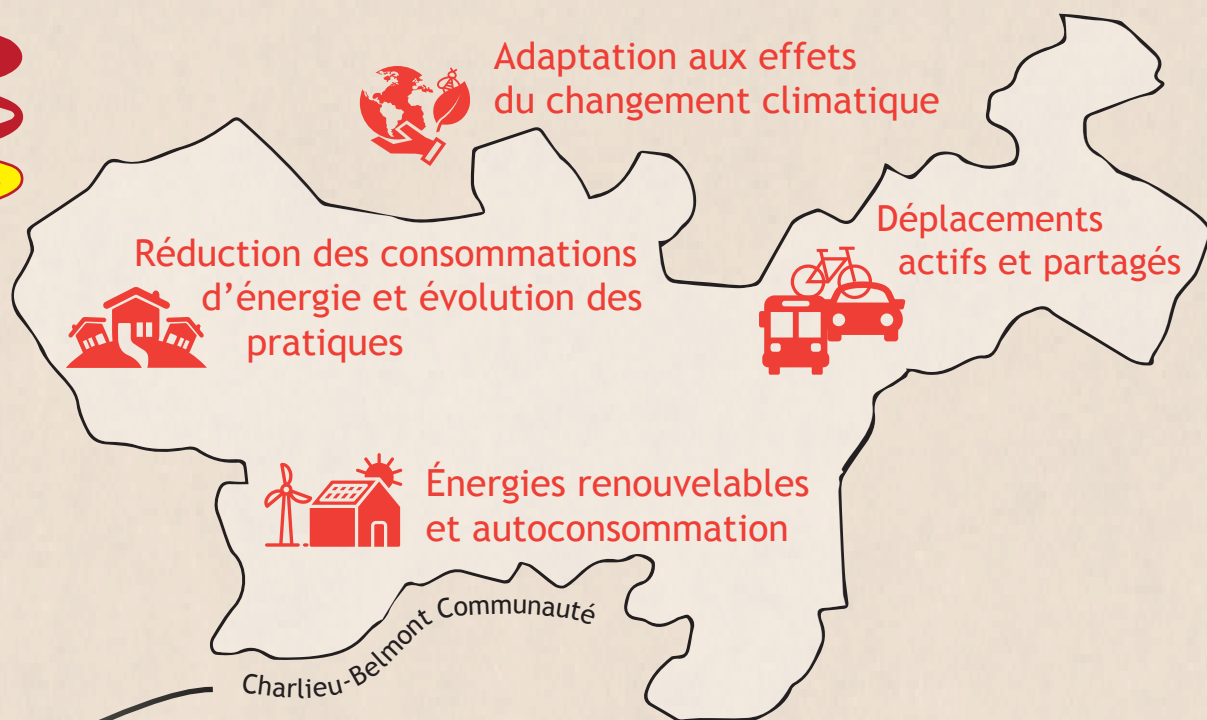 Adaptation aux effets
du changement climatique
Déplacements
actifs et partagés
Réduction des consommations
d’énergie et évolution des
pratiques
Énergies renouvelables
et autoconsommation
Charlieu-Belmont Communauté